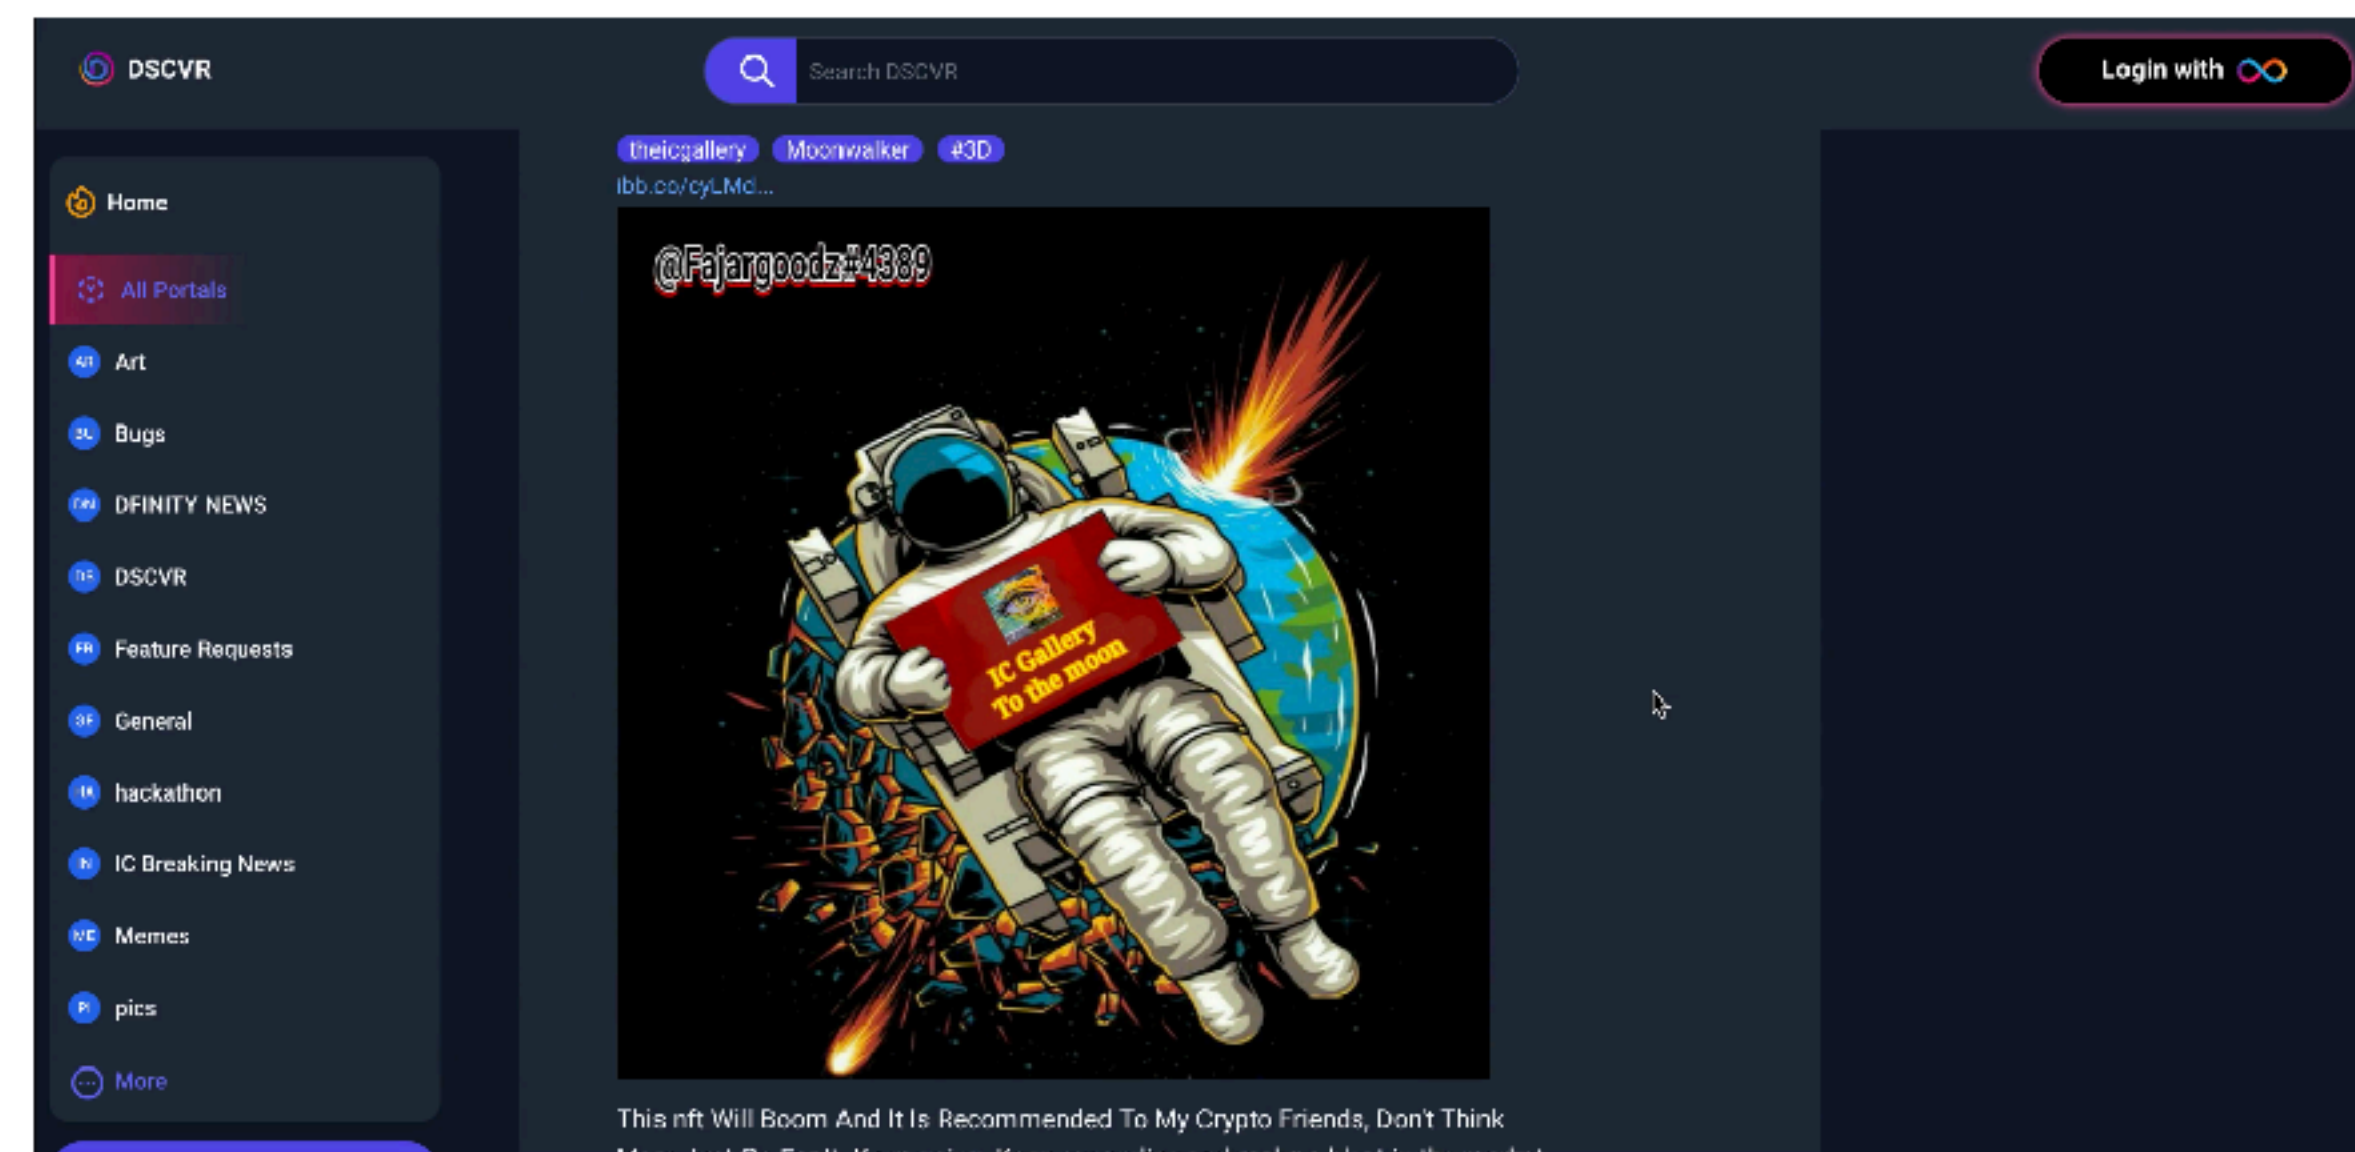 DSCVR
Search DSCVR
Login with
theicgallery Moonwalker #3D
ibb.co/cyLMd...
Home
All Portals
Art
Bugs
DFINITY NEWS
DSCVR
Feature Requests
General
hackathon
IC Breaking News
Memes
pics
More
@Fajargoodz#4389
IC Gallery
To the moon
This nft Will Boom And It Is Recommended To My Crypto Friends, Don't Think